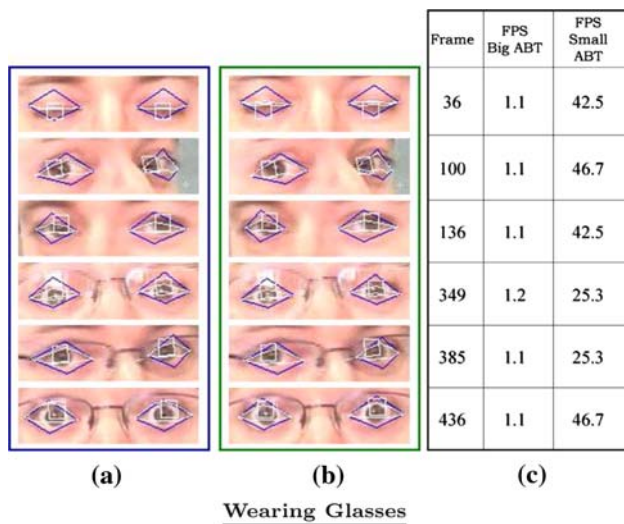 Frame FPS Big ABT FPS Small ABT
36 1.1 42.5
100 1.1 46.7
136 1.1 42.5
349 1.2 25.3
385 1.1 25.3
436 1.1 46.7
(a) (b) (c)
Wearing Glasses